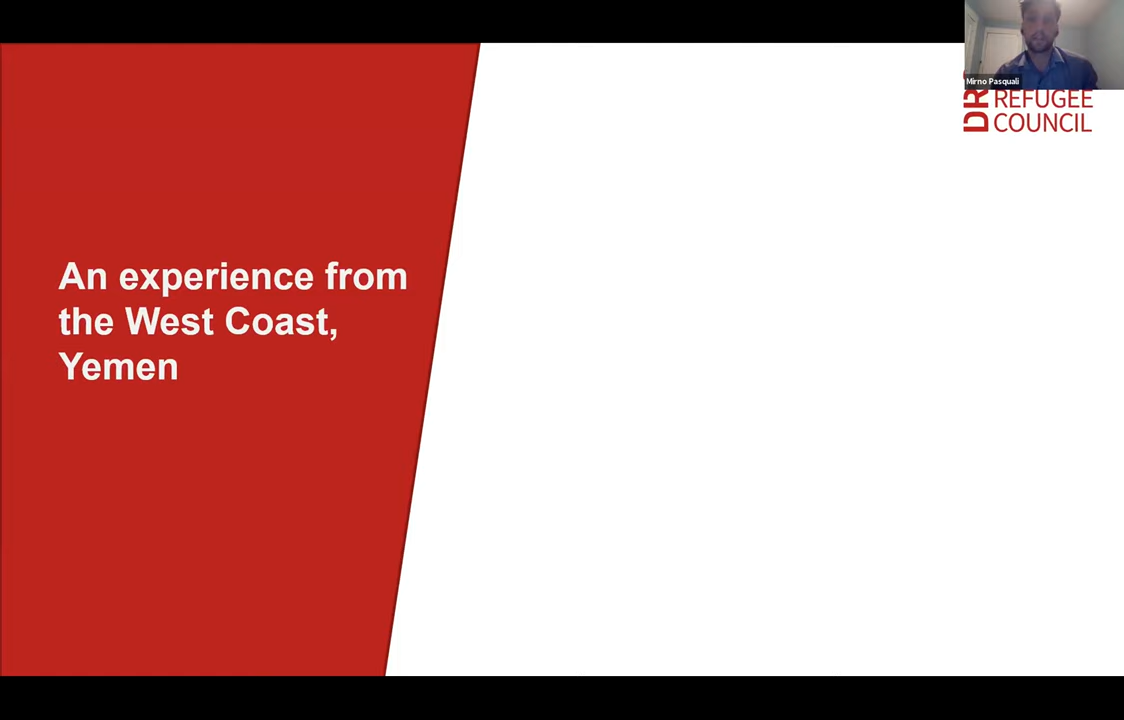 Mirno Pasquali
DR
REFUGEE
COUNCIL
An experience from
the West Coast,
Yemen